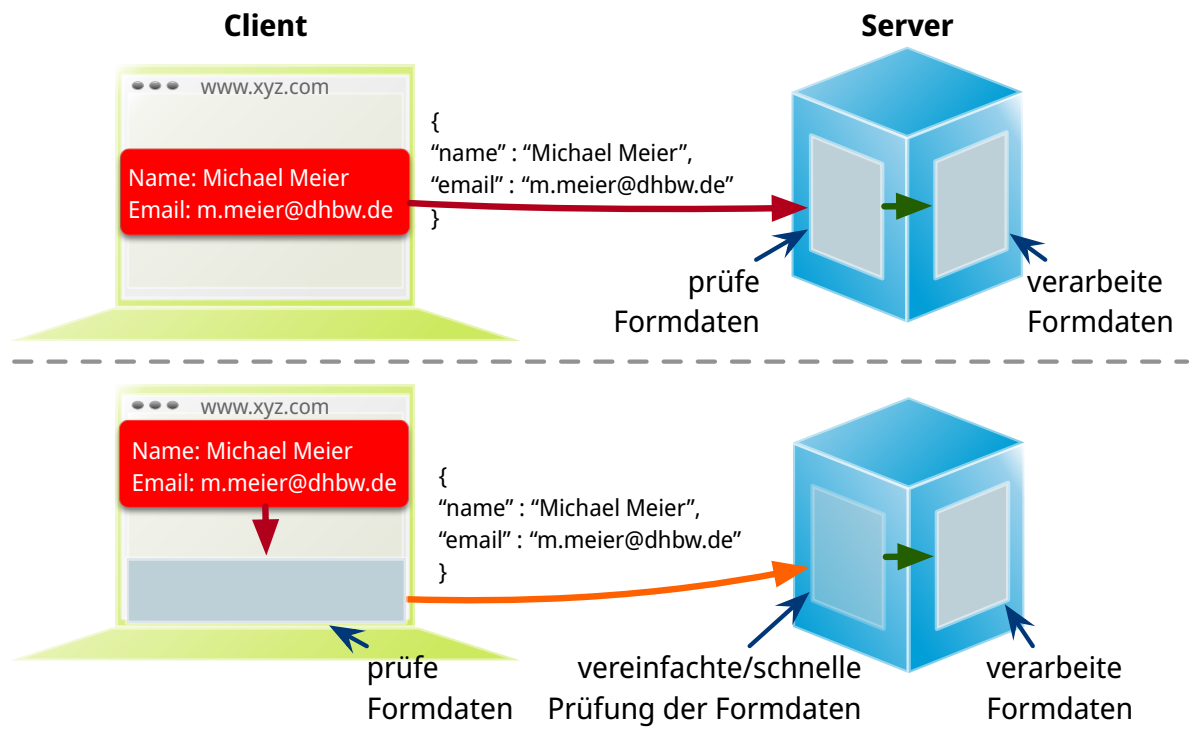 Client
Server
www.xyz.com
Name: Michael Meier
Email: m.meier@dhbw.de
{
“name” : “Michael Meier”,
“email” : “m.meier@dhbw.de”
}
prüfe
Formdaten
verarbeite
Formdaten
www.xyz.com
Name: Michael Meier
Email: m.meier@dhbw.de
{
“name” : “Michael Meier”,
“email” : “m.meier@dhbw.de”
}
prüfe
Formdaten
vereinfachte/schnelle
Prüfung der Formdaten
verarbeite
Formdaten